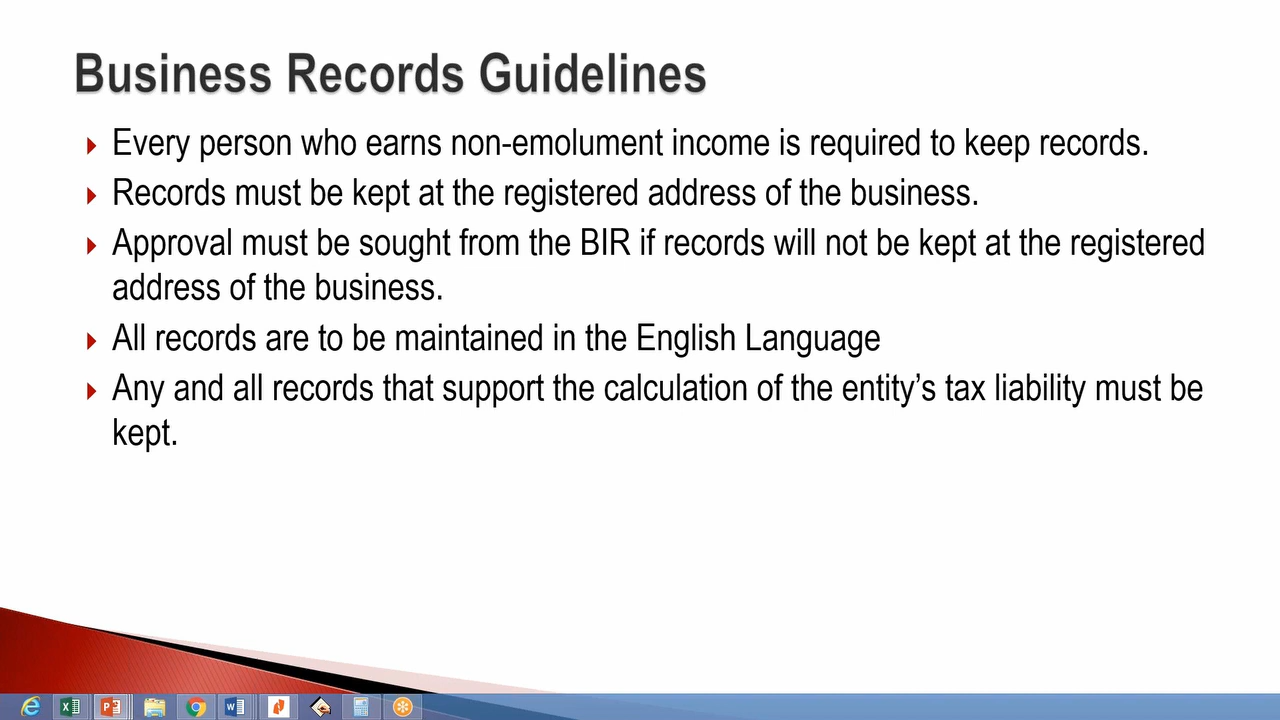 Business Records Guidelines
Every person who earns non-emolument income is required to keep records.
Records must be kept at the registered address of the business.
Approval must be sought from the BIR if records will not be kept at the registered
address of the business.
All records are to be maintained in the English Language
Any and all records that support the calculation of the entity's tax liability must be
kept.